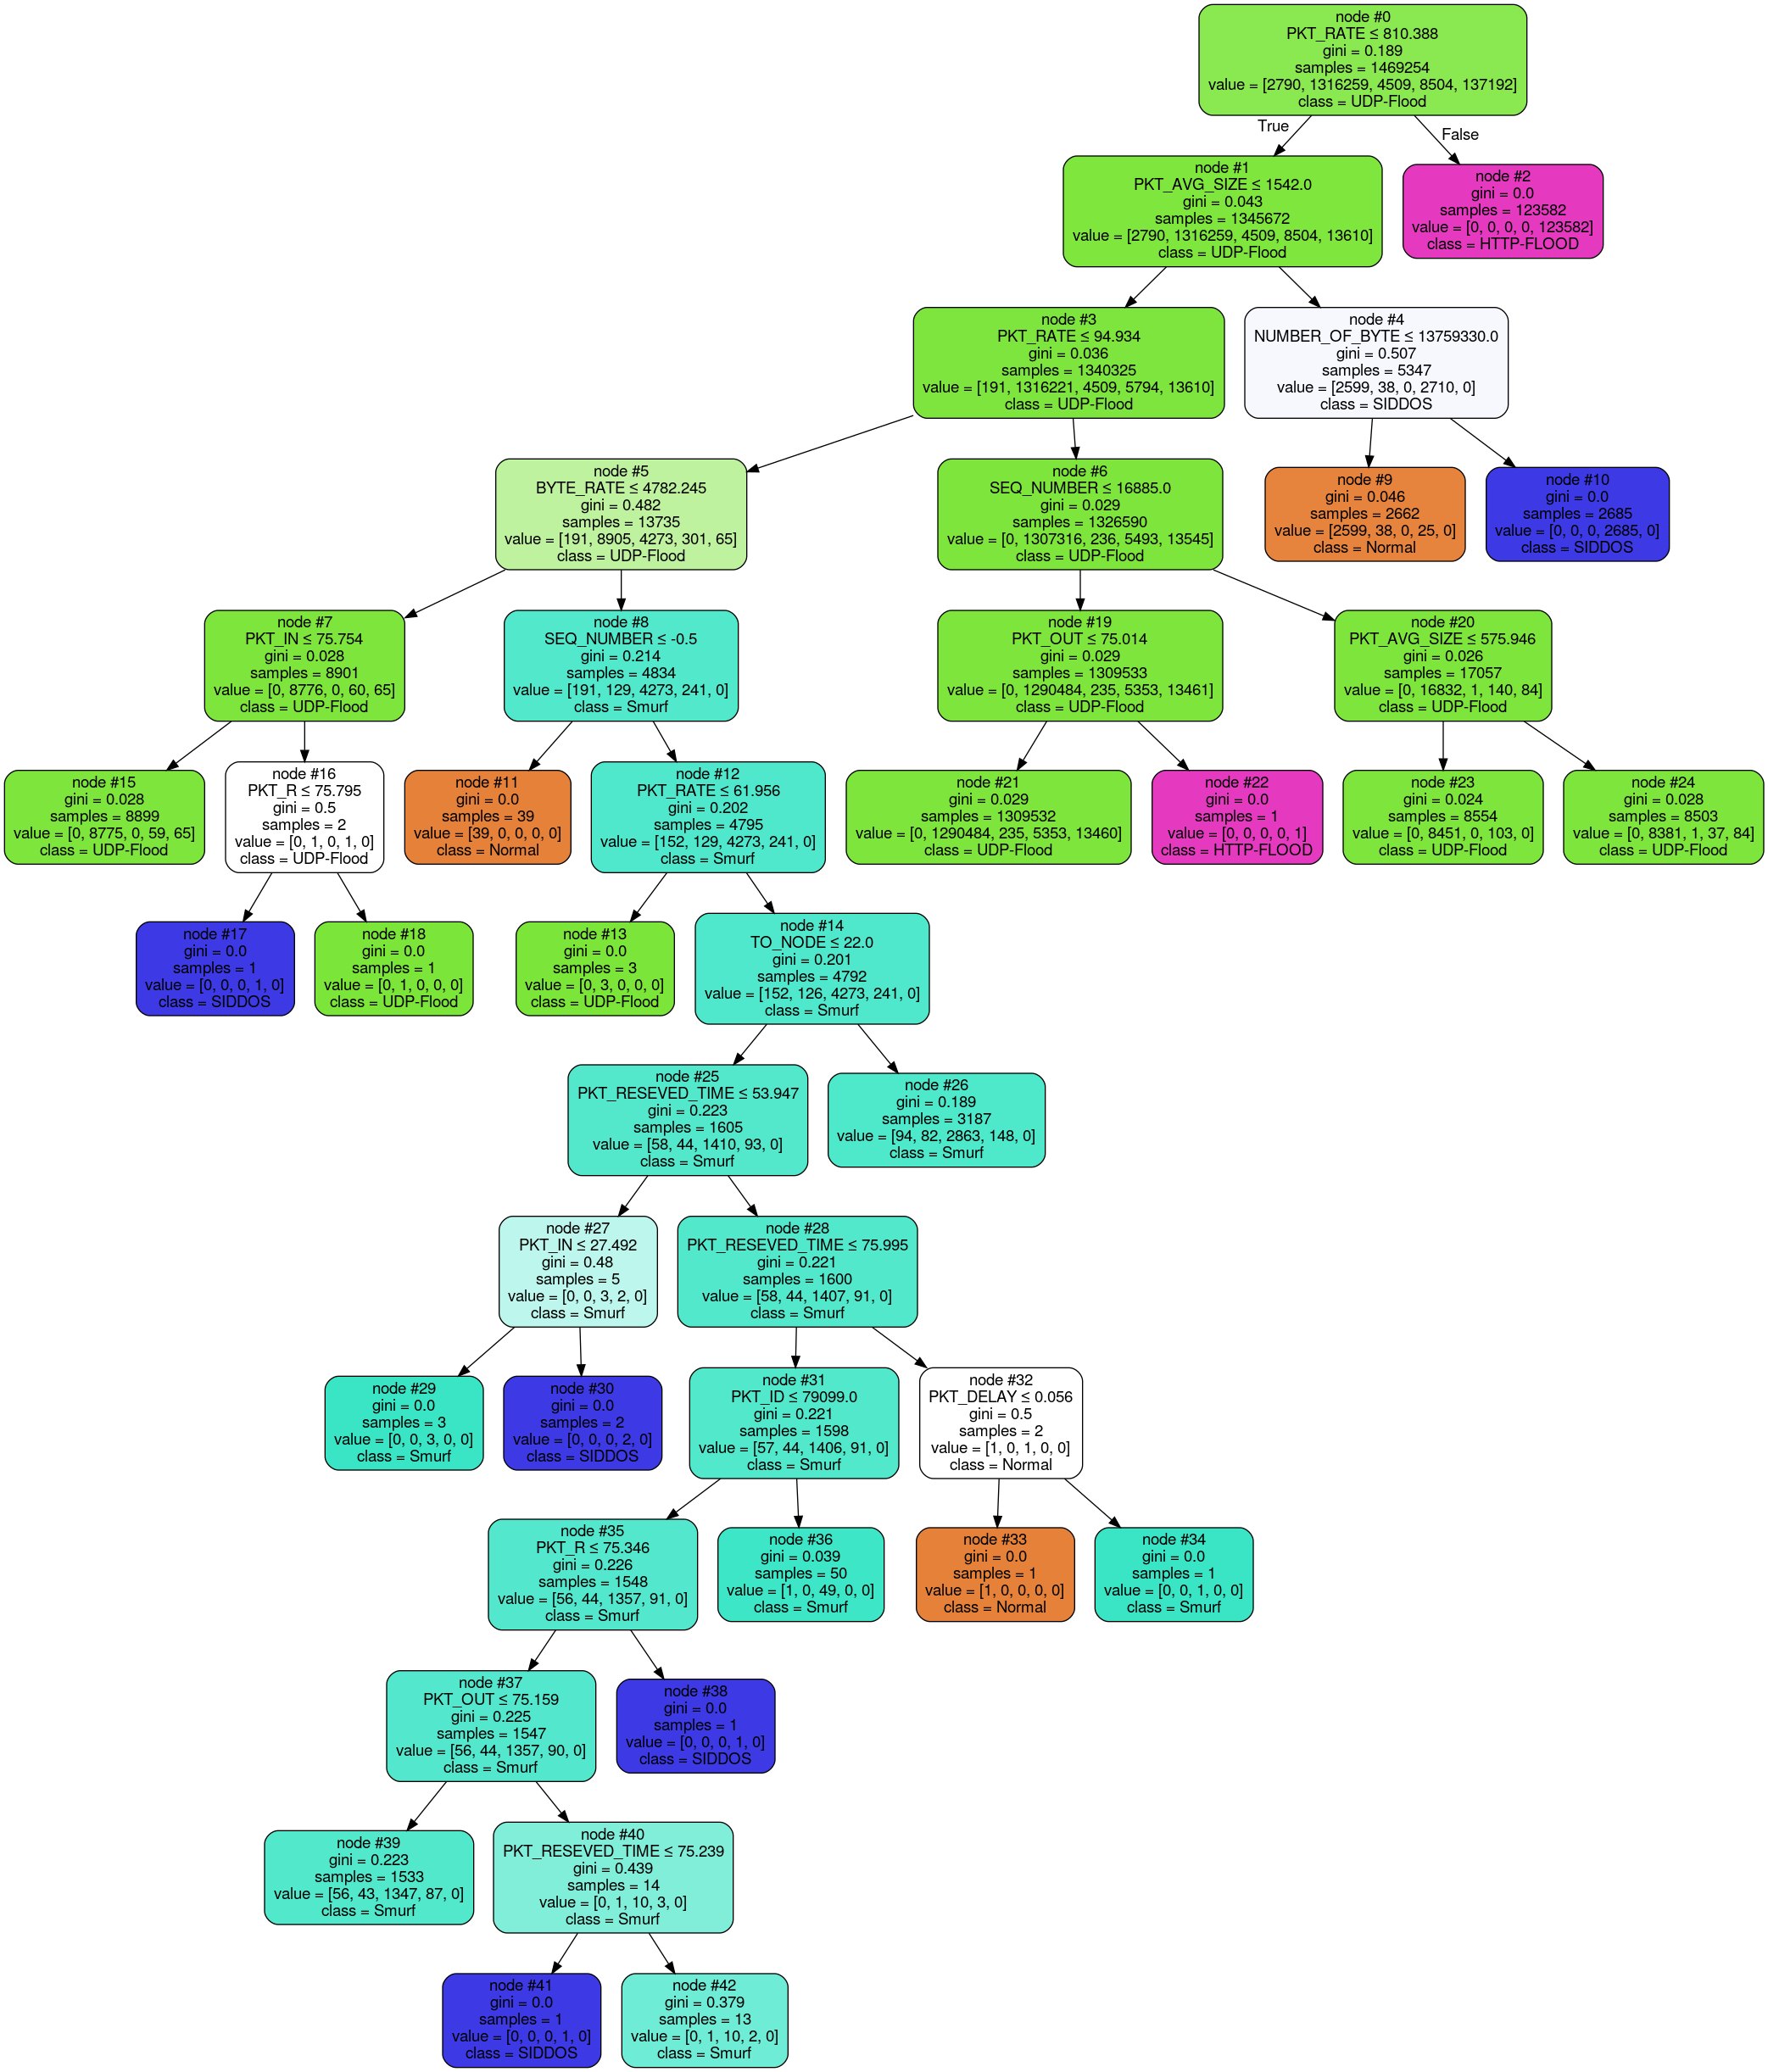 node #0
PKT_RATE ≤ 810.388
gini = 0.189
samples = 1469254
value = [2790, 1316259, 4509, 8504, 137192]
class = UDP-Flood
True
False
node #1
PKT_AVG_SIZE ≤ 1542.0
gini = 0.043
samples = 1345672
value = [2790, 1316259, 4509, 8504, 13610]
class = UDP-Flood
node #2
gini = 0.0
samples = 123582
value = [0, 0, 0, 0, 123582]
class = HTTP-FLOOD
node #3
PKT_RATE ≤ 94.934
gini = 0.036
samples = 1340325
value = [191, 1316221, 4509, 5794, 13610]
class = UDP-Flood
node #4
NUMBER_OF_BYTE ≤ 13759330.0
gini = 0.507
samples = 5347
value = [2599, 38, 0, 2710, 0]
class = SIDDOS
node #5
BYTE_RATE ≤ 4782.245
gini = 0.482
samples = 13735
value = [191, 8905, 4273, 301, 65]
class = UDP-Flood
node #6
SEQ_NUMBER ≤ 16885.0
gini = 0.029
samples = 1326590
value = [0, 1307316, 236, 5493, 13545]
class = UDP-Flood
node #9
gini = 0.046
samples = 2662
value = [2599, 38, 0, 25, 0]
class = Normal
node #10
gini = 0.0
samples = 2685
value = [0, 0, 0, 2685, 0]
class = SIDDOS
node #7
PKT_IN ≤ 75.754
gini = 0.028
samples = 8901
value = [0, 8776, 0, 60, 65]
class = UDP-Flood
node #8
SEQ_NUMBER ≤ -0.5
gini = 0.214
samples = 4834
value = [191, 129, 4273, 241, 0]
class = Smurf
node #19
PKT_OUT ≤ 75.014
gini = 0.029
samples = 1309533
value = [0, 1290484, 235, 5353, 13461]
class = UDP-Flood
node #20
PKT_AVG_SIZE ≤ 575.946
gini = 0.026
samples = 17057
value = [0, 16832, 1, 140, 84]
class = UDP-Flood
node #15
gini = 0.028
samples = 8899
value = [0, 8775, 0, 59, 65]
class = UDP-Flood
node #16
PKT_R ≤ 75.795
gini = 0.5
samples = 2
value = [0, 1, 0, 1, 0]
class = UDP-Flood
node #11
gini = 0.0
samples = 39
value = [39, 0, 0, 0, 0]
class = Normal
node #12
PKT_RATE ≤ 61.956
gini = 0.202
samples = 4795
value = [152, 129, 4273, 241, 0]
class = Smurf
node #21
gini = 0.029
samples = 1309532
value = [0, 1290484, 235, 5353, 13460]
class = UDP-Flood
node #22
gini = 0.0
samples = 1
value = [0, 0, 0, 0, 1]
class = HTTP-FLOOD
node #23
gini = 0.024
samples = 8554
value = [0, 8451, 0, 103, 0]
class = UDP-Flood
node #24
gini = 0.028
samples = 8503
value = [0, 8381, 1, 37, 84]
class = UDP-Flood
node #17
gini = 0.0
samples = 1
value = [0, 0, 0, 1, 0]
class = SIDDOS
node #18
gini = 0.0
samples = 1
value = [0, 1, 0, 0, 0]
class = UDP-Flood
node #13
gini = 0.0
samples = 3
value = [0, 3, 0, 0, 0]
class = UDP-Flood
node #14
TO_NODE ≤ 22.0
gini = 0.201
samples = 4792
value = [152, 126, 4273, 241, 0]
class = Smurf
node #25
PKT_RESEVED_TIME ≤ 53.947
gini = 0.223
samples = 1605
value = [58, 44, 1410, 93, 0]
class = Smurf
node #26
gini = 0.189
samples = 3187
value = [94, 82, 2863, 148, 0]
class = Smurf
node #27
PKT_IN ≤ 27.492
gini = 0.48
samples = 5
value = [0, 0, 3, 2, 0]
class = Smurf
node #28
PKT_RESEVED_TIME ≤ 75.995
gini = 0.221
samples = 1600
value = [58, 44, 1407, 91, 0]
class = Smurf
node #29
gini = 0.0
samples = 3
value = [0, 0, 3, 0, 0]
class = Smurf
node #30
gini = 0.0
samples = 2
value = [0, 0, 0, 2, 0]
class = SIDDOS
node #31
PKT_ID ≤ 79099.0
gini = 0.221
samples = 1598
value = [57, 44, 1406, 91, 0]
class = Smurf
node #32
PKT_DELAY ≤ 0.056
gini = 0.5
samples = 2
value = [1, 0, 1, 0, 0]
class = Normal
node #35
PKT_R ≤ 75.346
gini = 0.226
samples = 1548
value = [56, 44, 1357, 91, 0]
class = Smurf
node #36
gini = 0.039
samples = 50
value = [1, 0, 49, 0, 0]
class = Smurf
node #33
gini = 0.0
samples = 1
value = [1, 0, 0, 0, 0]
class = Normal
node #34
gini = 0.0
samples = 1
value = [0, 0, 1, 0, 0]
class = Smurf
node #37
PKT_OUT ≤ 75.159
gini = 0.225
samples = 1547
value = [56, 44, 1357, 90, 0]
class = Smurf
node #38
gini = 0.0
samples = 1
value = [0, 0, 0, 1, 0]
class = SIDDOS
node #39
gini = 0.223
samples = 1533
value = [56, 43, 1347, 87, 0]
class = Smurf
node #40
PKT_RESEVED_TIME ≤ 75.239
gini = 0.439
samples = 14
value = [0, 1, 10, 3, 0]
class = Smurf
node #41
gini = 0.0
samples = 1
value = [0, 0, 0, 1, 0]
class = SIDDOS
node #42
gini = 0.379
samples = 13
value = [0, 1, 10, 2, 0]
class = Smurf